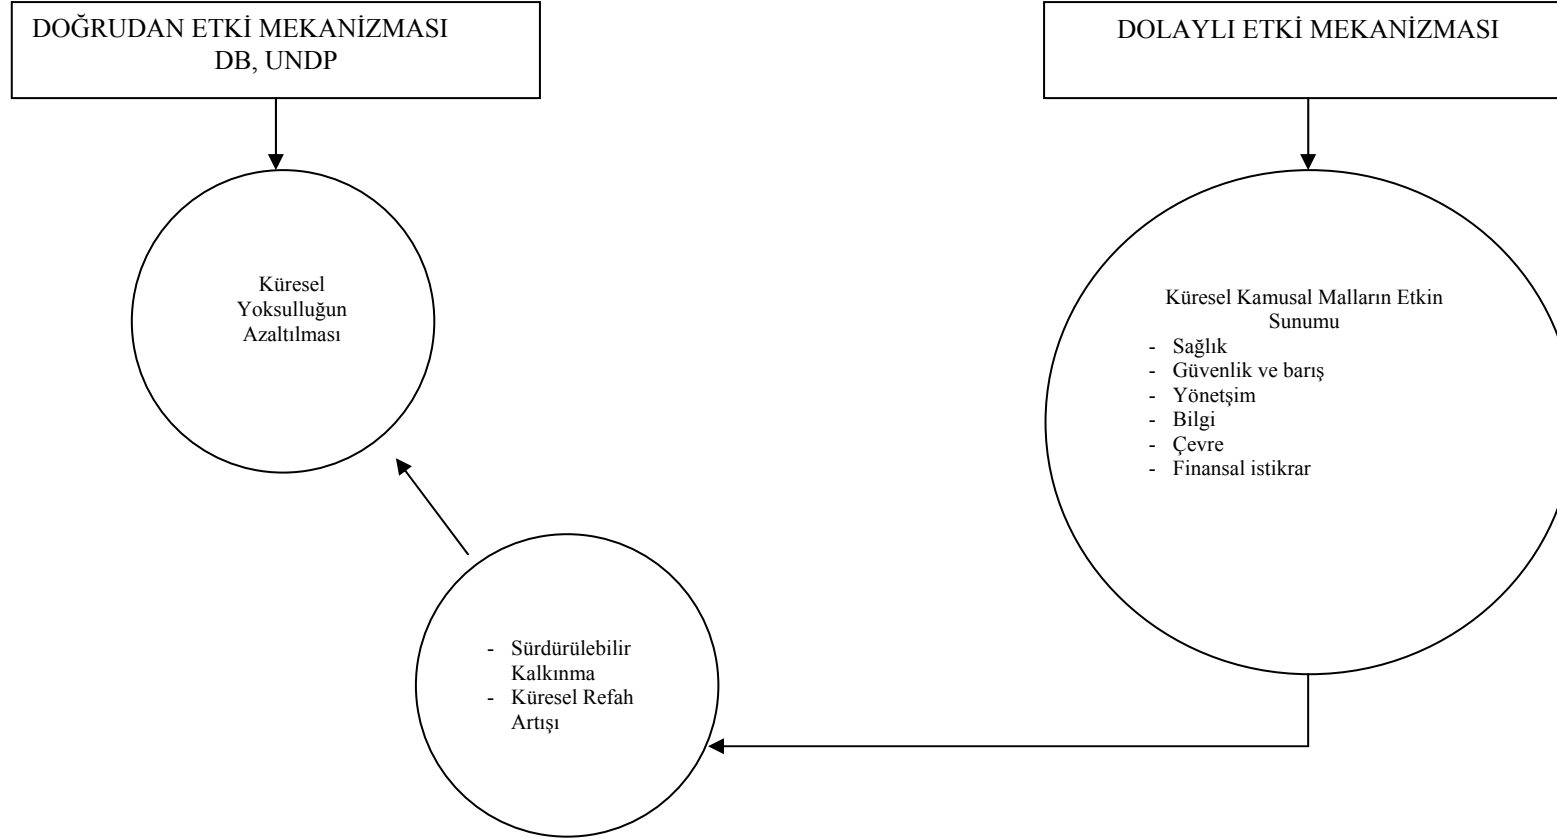 DOĞRUDAN ETKİ MEKANİZMASI
DB, UNDP
DOLAYLI ETKİ MEKANİZMASI
Küresel
Yoksulluğun
Azaltılması
Küresel Kamusal Malların Etkin
Sunumu
- Sağlık
- Güvenlik ve barış
- Yönetşim
- Bilgi
- Çevre
- Finansal istikrar
- Sürdürülebilir
Kalkınma
- Küresel Refah
Artışı